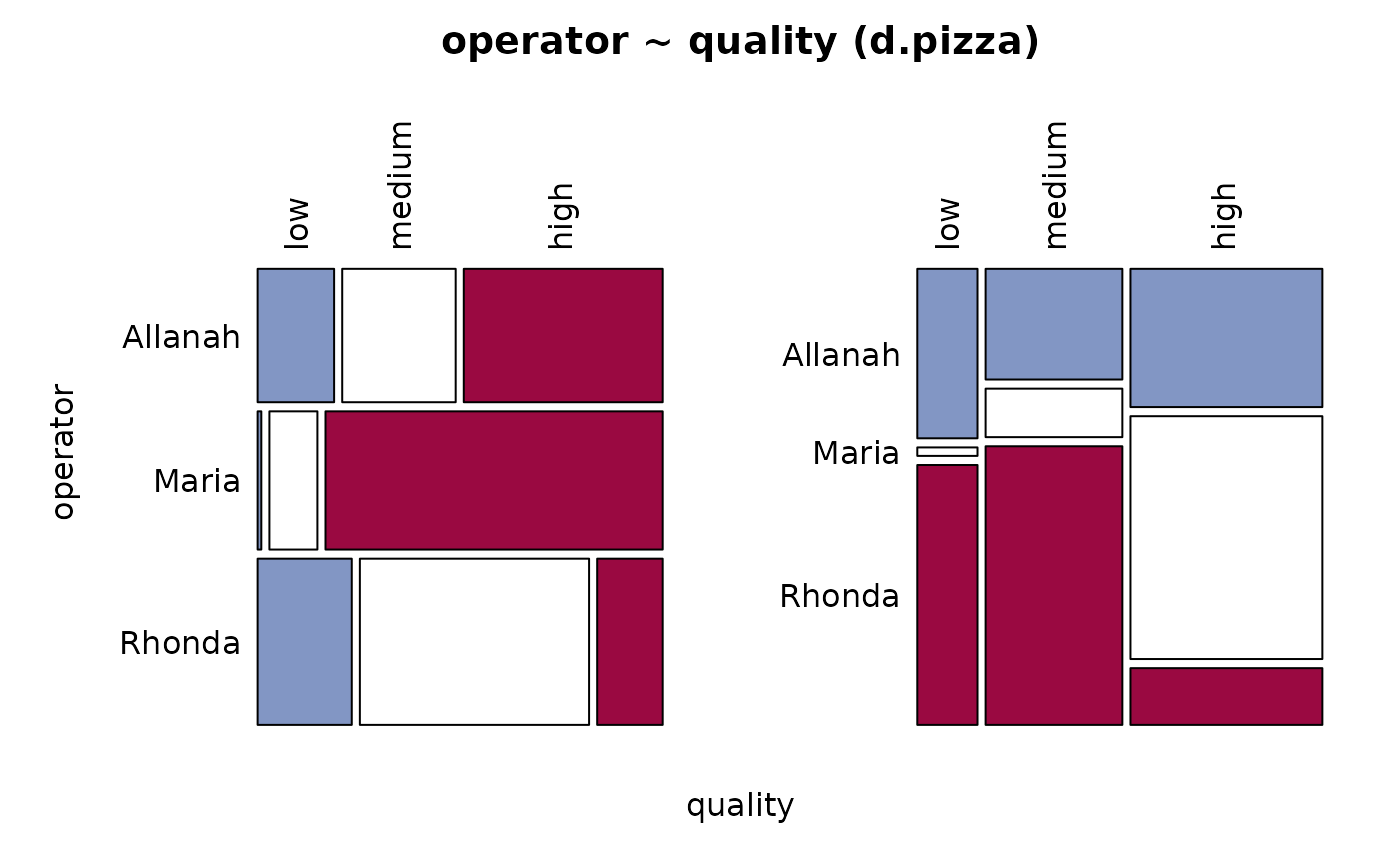 operator ~ quality (d.pizza)
low
medium
high
low
medium
high
operator
Allanah
Maria
Rhonda
Allanah
Maria
Rhonda
quality